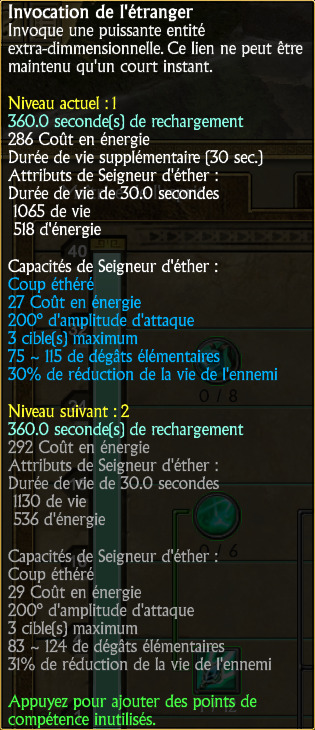 Invocation de l'étranger
Invoque une puissante entité
extra-dimmensionnelle. Ce lien ne peut être
maintenu qu'un court instant.
Niveau actuel : 1
360.0 seconde(s) de rechargement
286 Coût en énergie
Durée de vie supplémentaire (30 sec.)
Attributs de Seigneur d'éther :
Durée de vie de 30.0 secondes
1065 de vie
518 d'énergie
40
Capacités de Seigneur d'éther :
Coup éthéré
27 Coût en énergie
200° d'amplitude d'attaque
3 cible(s) maximum
75 ~ 115 de dégâts élémentaires
30% de réduction de la vie de l'ennemi
0 / 8
Niveau suivant : 2
360.0 seconde(s) de rechargement
292 Coût en énergie
Attributs de Seigneur d'éther :
Durée de vie de 30.0 secondes
1130 de vie
536 d'énergie
0 / 6
Capacités de Seigneur d'éther :
Coup éthéré
29 Coût en énergie
200° d'amplitude d'attaque
3 cible(s) maximum
83 ~ 124 de dégâts élémentaires
31% de réduction de la vie de l'ennemi
Appuyez pour ajouter des points de
compétence inutilisés.